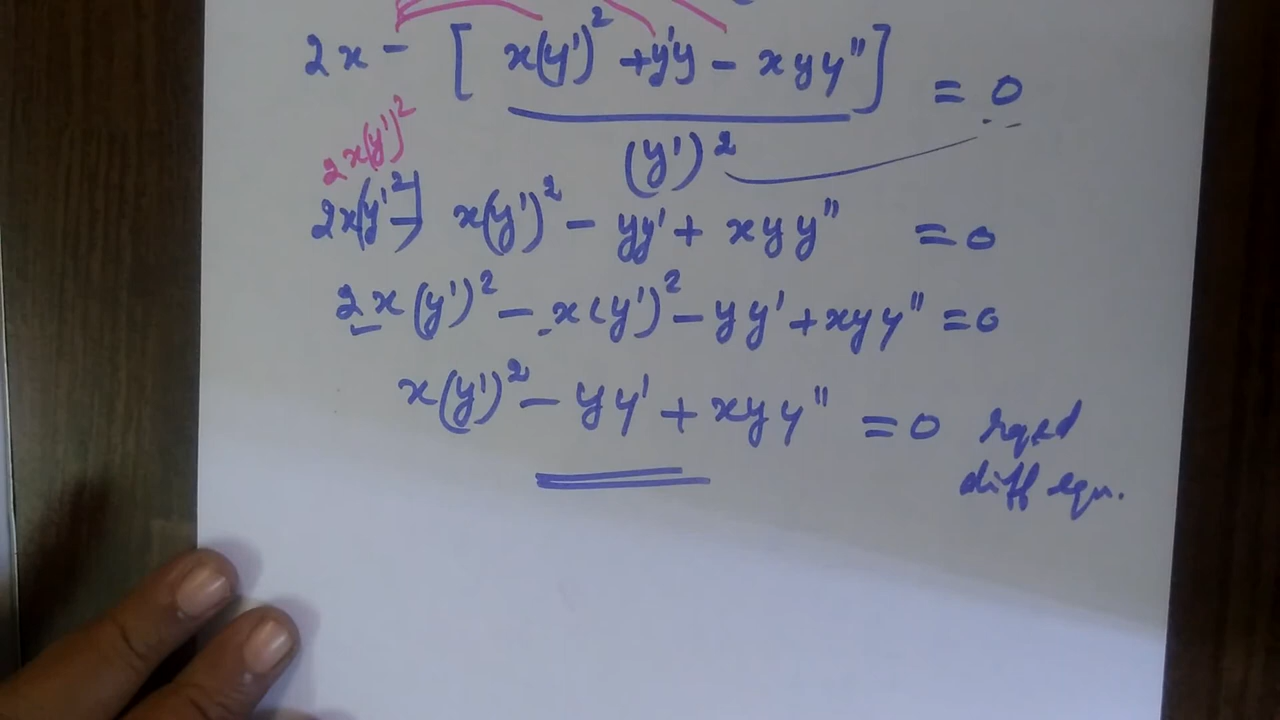 2x - [x(y')² + y'y - xyy''] = 0
(y')²
2x(y')²
2x(y'²) - x(y')² - yy' + xyy'' = 0
2x(y')² - x(y')² - yy' + xyy'' = 0
x(y')² - yy' + xyy'' = 0 rqed
diff eqn.